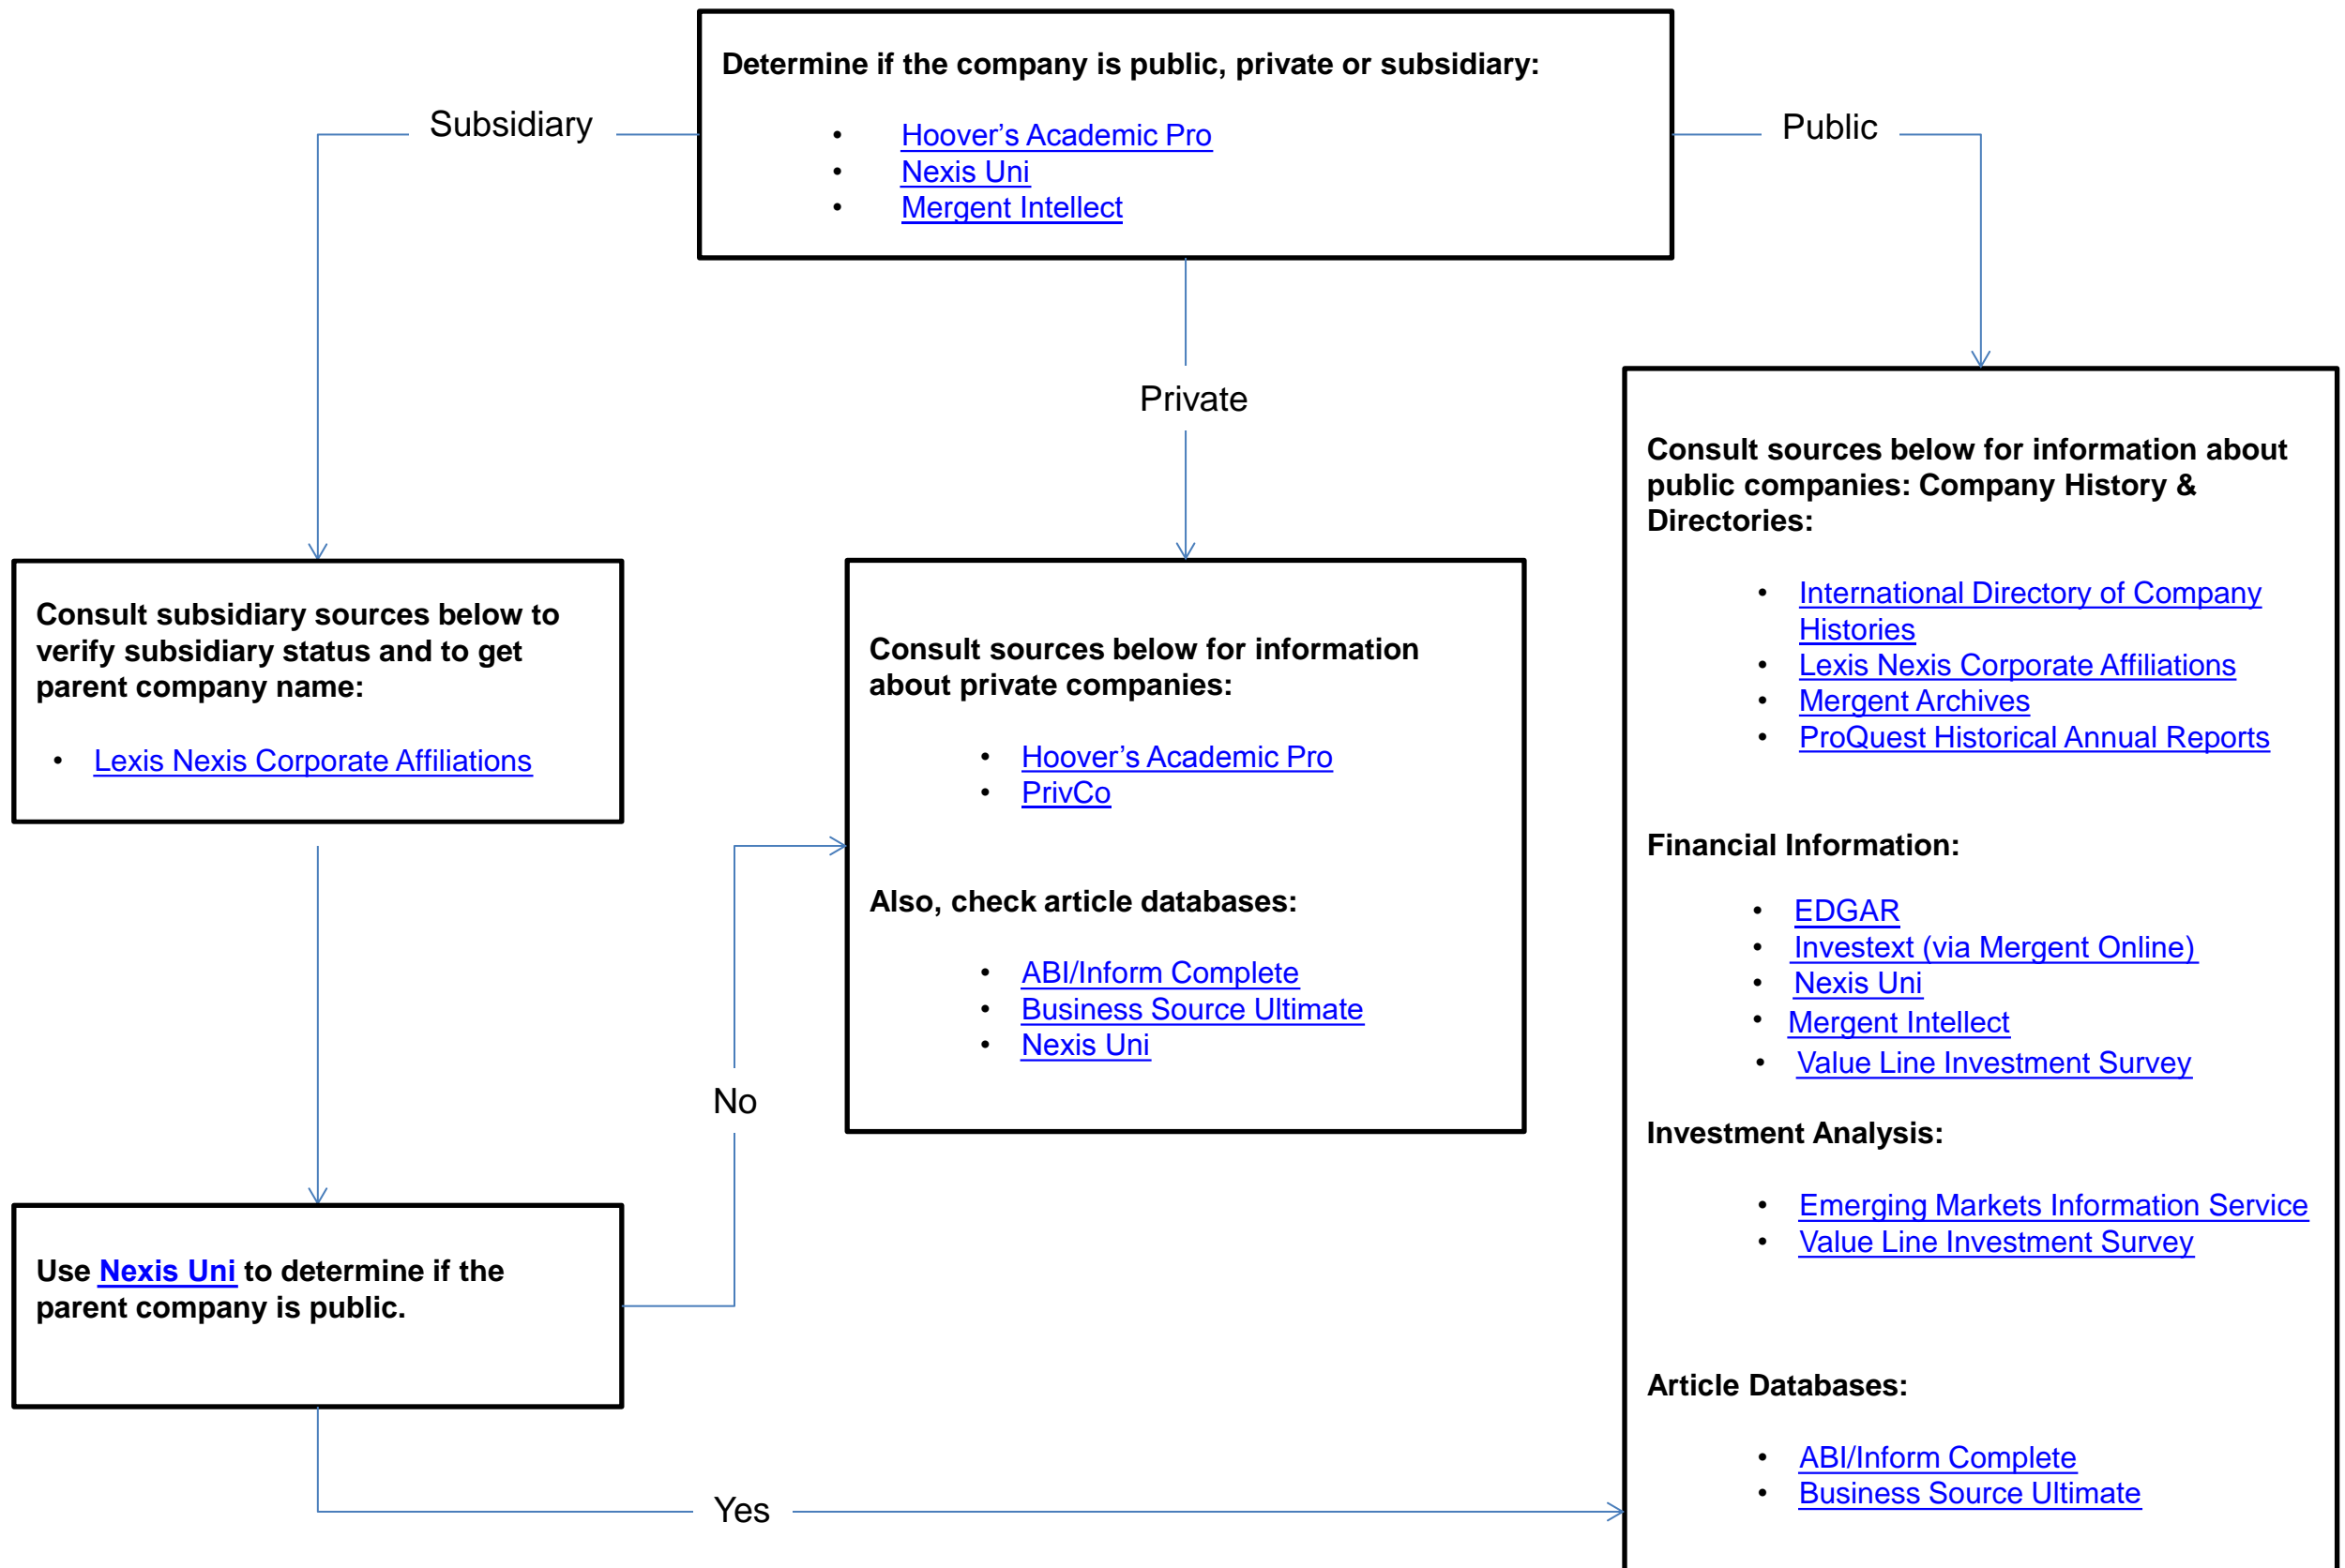 Determine if the company is public, private or subsidiary:
• Hoover’s Academic Pro
• Nexis Uni
• Mergent Intellect
Subsidiary
Public
Private
Consult subsidiary sources below to
verify subsidiary status and to get
parent company name:
• Lexis Nexis Corporate Affiliations
Use Nexis Uni to determine if the
parent company is public.
No
Yes
Consult sources below for information
about private companies:
• Hoover’s Academic Pro
• PrivCo
Also, check article databases:
• ABI/Inform Complete
• Business Source Ultimate
• Nexis Uni
Consult sources below for information about
public companies: Company History &
Directories:
• International Directory of Company
Histories
• Lexis Nexis Corporate Affiliations
• Mergent Archives
• ProQuest Historical Annual Reports
Financial Information:
• EDGAR
• Investext (via Mergent Online)
• Nexis Uni
• Mergent Intellect
• Value Line Investment Survey
Investment Analysis:
• Emerging Markets Information Service
• Value Line Investment Survey
Article Databases:
• ABI/Inform Complete
• Business Source Ultimate